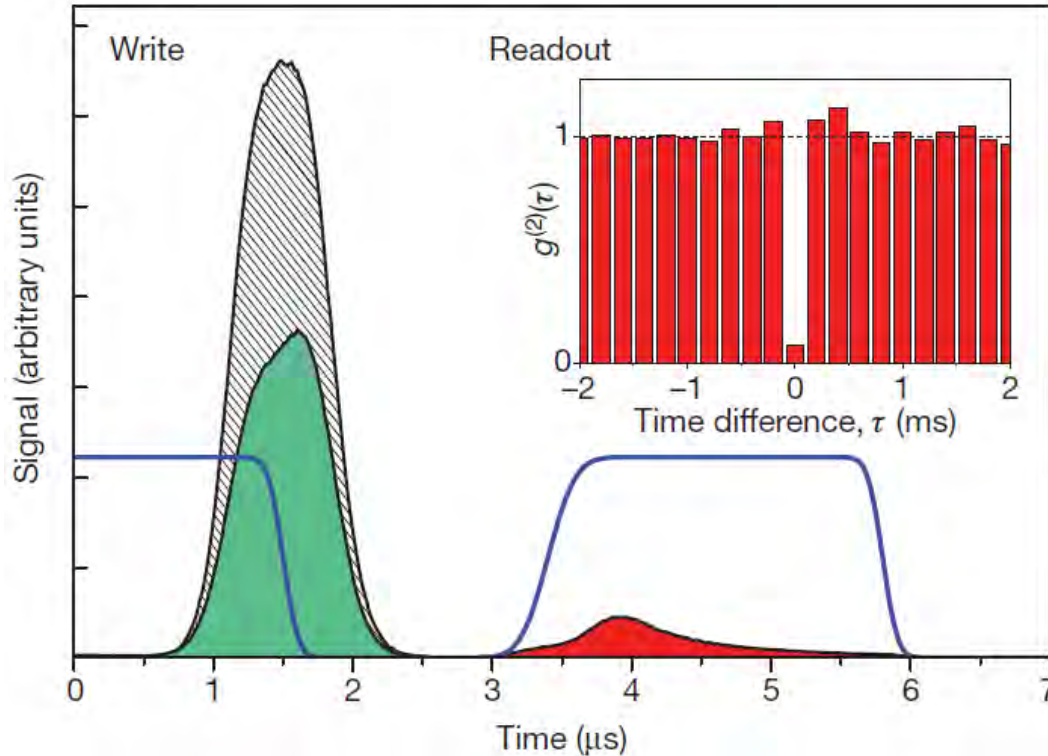 Write
Readout
1
0
g(2)(τ)
−2 −1 0 1 2
Time difference, τ (ms)
Signal (arbitrary units)
0 1 2 3 4 5 6 7
Time (μs)